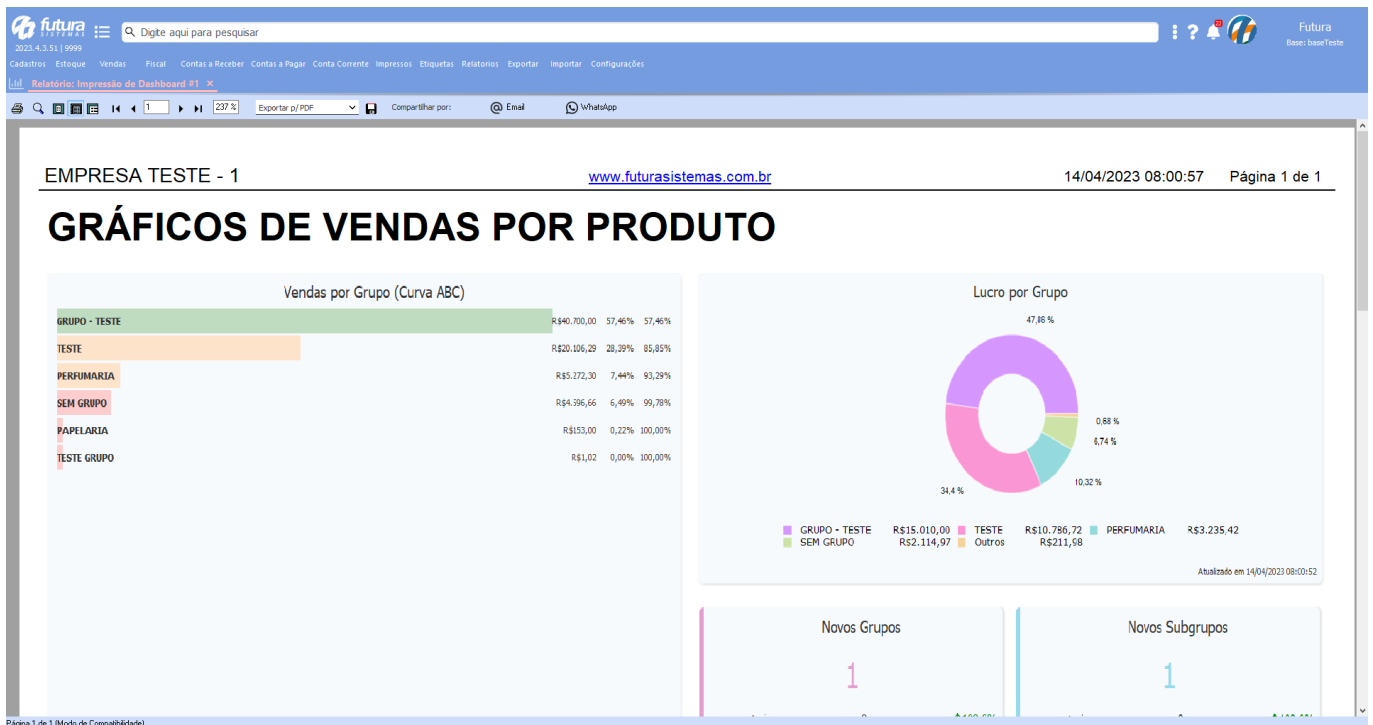 futura
SISTEMAS
Digite aqui para pesquisar
?
23
Futura
2023.4.3.51 | 9999
Base: baseTeste
Cadastros Estoque Vendas Fiscal Contas a Receber Contas a Pagar Conta Corrente Impressos Etiquetas Relatorios Exportar Importar Configurações
Relatório: Impressão de Dashboard #1 ×
1 237 % Exportar p/ PDF Compartilhar por: Email WhatsApp
EMPRESA TESTE - 1 www.futurasistemas.com.br 14/04/2023 08:00:57 Página 1 de 1
GRÁFICOS DE VENDAS POR PRODUTO
Vendas por Grupo (Curva ABC)
GRUPO - TESTE R$40.700,00 57,46% 57,46%
TESTE R$20.106,29 28,39% 85,85%
PERFUMARIA R$5.272,30 7,44% 93,29%
SEM GRUPO R$4.596,66 6,49% 99,78%
PAPELARIA R$153,00 0,22% 100,00%
TESTE GRUPO R$1,02 0,00% 100,00%
Lucro por Grupo
47,86 %
0,68 %
6,74 %
10,32 %
34,4 %
GRUPO - TESTE R$15.010,00 TESTE R$10.786,72 PERFUMARIA R$3.235,42
SEM GRUPO R$2.114,97 Outros R$211,98
Atualizado em 14/04/2023 08:00:52
Novos Grupos
1
Novos Subgrupos
1
Página 1 de 1 (Modo de Compatibilidade)